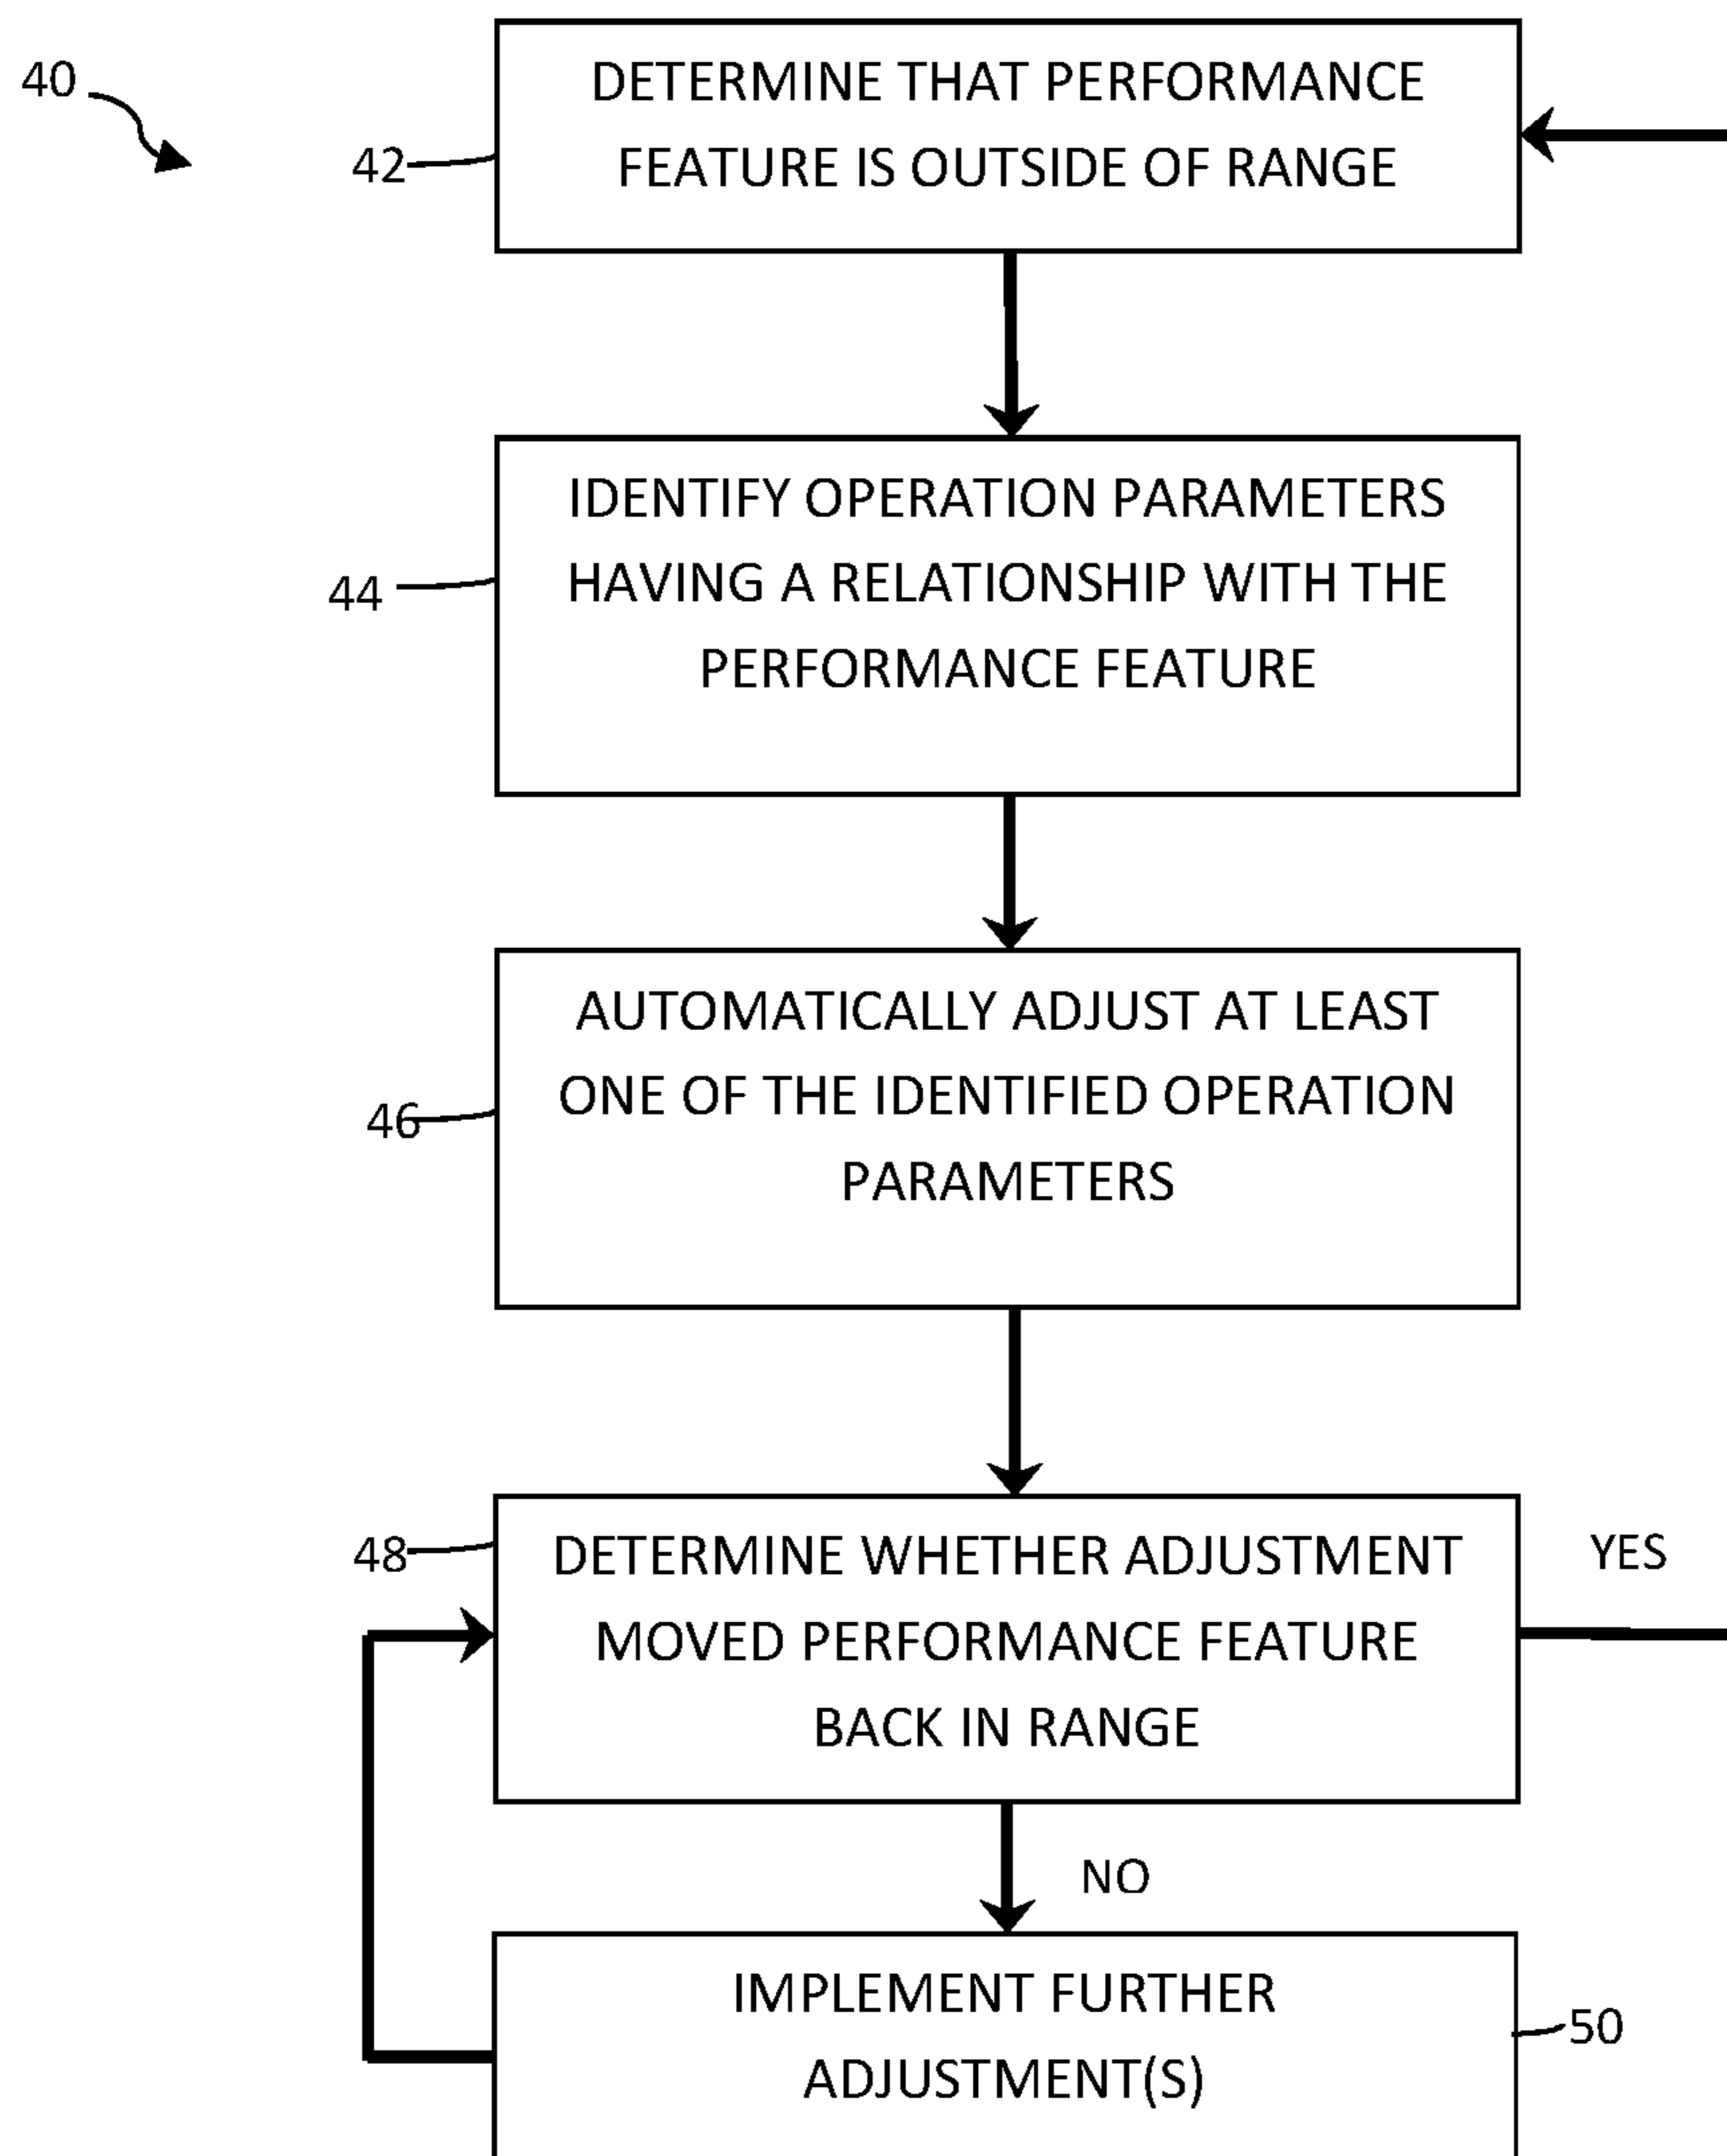 40
DETERMINE THAT PERFORMANCE
42
FEATURE IS OUTSIDE OF RANGE
IDENTIFY OPERATION PARAMETERS
44
HAVING A RELATIONSHIP WITH THE
PERFORMANCE FEATURE
AUTOMATICALLY ADJUST AT LEAST
ONE OF THE IDENTIFIED OPERATION
46
PARAMETERS
48
DETERMINE WHETHER ADJUSTMENT
YES
MOVED PERFORMANCE FEATURE
BACK IN RANGE
NO
IMPLEMENT FURTHER
50
ADJUSTMENT(S)